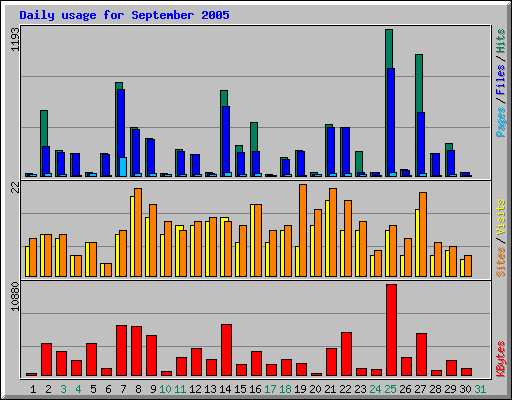 Daily usage for September 2005
1193
Pages / Files / Hits
22
Sites / Visits
10880
KBytes
1 2 3 4 5 6 7 8 9 10 11 12 13 14 15 16 17 18 19 20 21 22 23 24 25 26 27 28 29 30 31